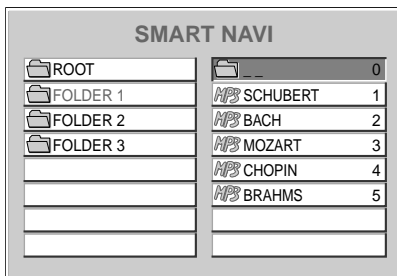 SMART NAVI
ROOT
FOLDER 1
FOLDER 2
FOLDER 3
_ _ 0
MP3 SCHUBERT 1
MP3 BACH 2
MP3 MOZART 3
MP3 CHOPIN 4
MP3 BRAHMS 5